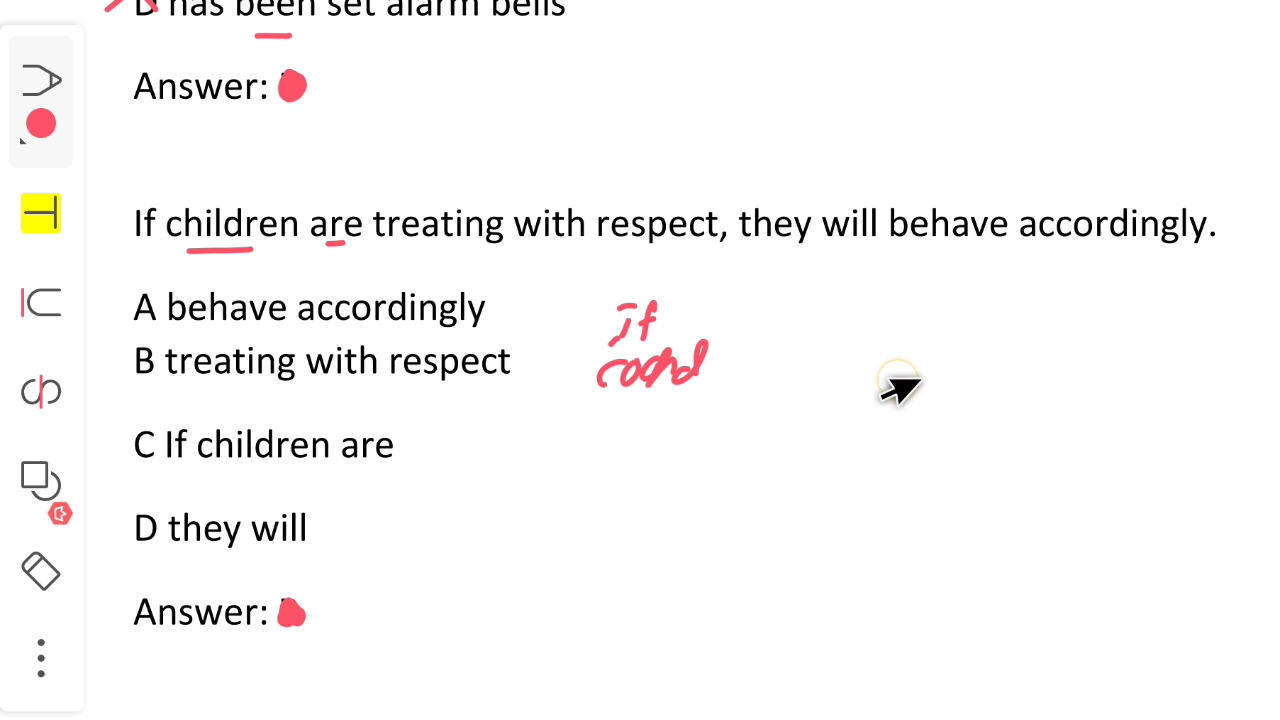 D has been set alarm bells
Answer:
If children are treating with respect, they will behave accordingly.
A behave accordingly
If
B treating with respect
C If children are
D they will
Answer: